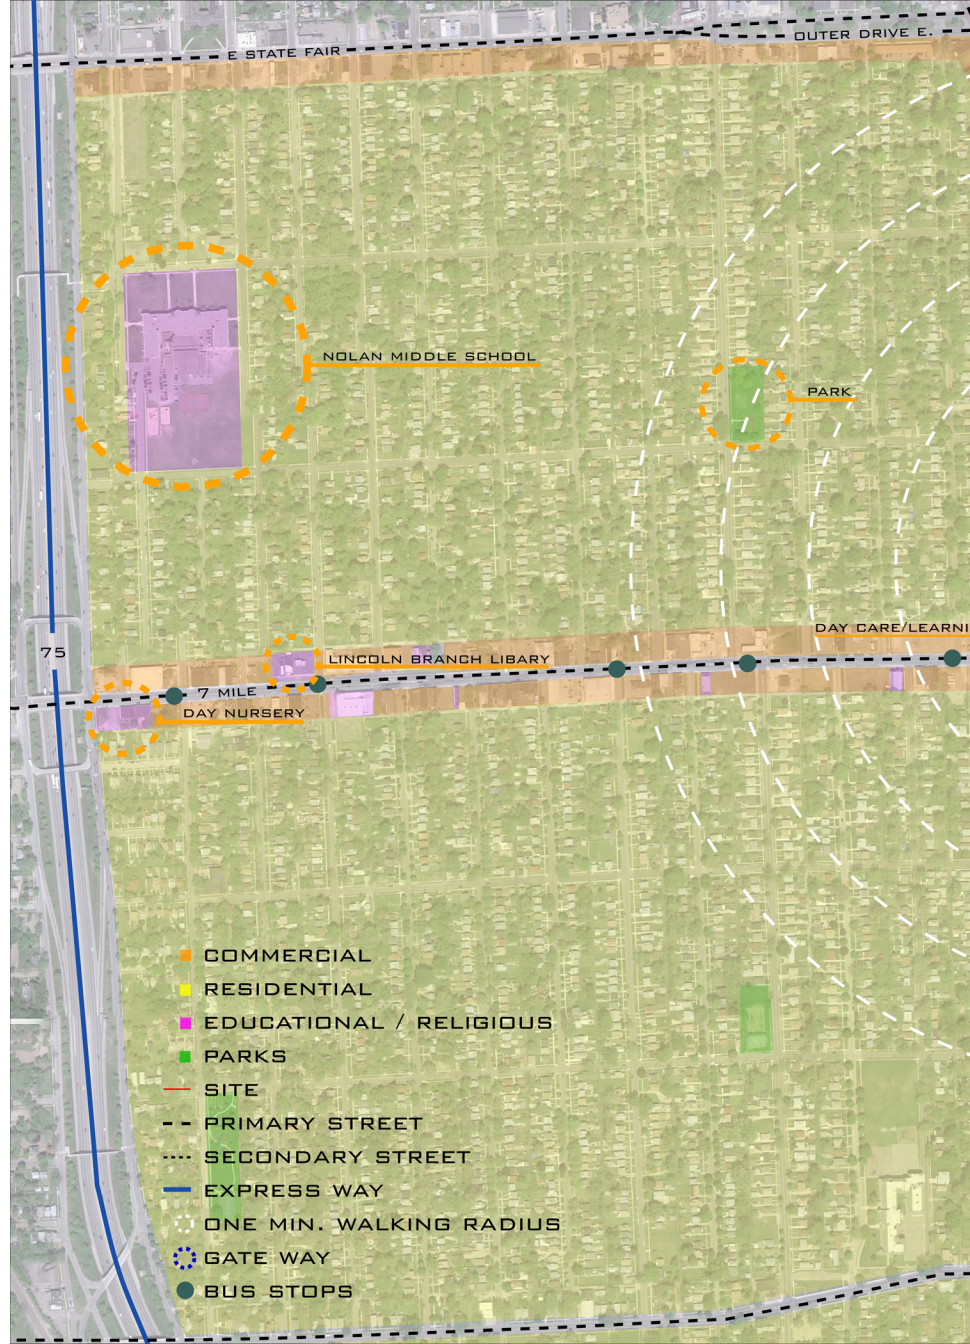 E STATE FAIR
OUTER DRIVE E.
NOLAN MIDDLE SCHOOL
PARK
DAY CARE/LEARNI
75
LINCOLN BRANCH LIBARY
7 MILE
DAY NURSERY
COMMERCIAL
RESIDENTIAL
EDUCATIONAL / RELIGIOUS
PARKS
SITE
PRIMARY STREET
SECONDARY STREET
EXPRESS WAY
ONE MIN. WALKING RADIUS
GATE WAY
BUS STOPS